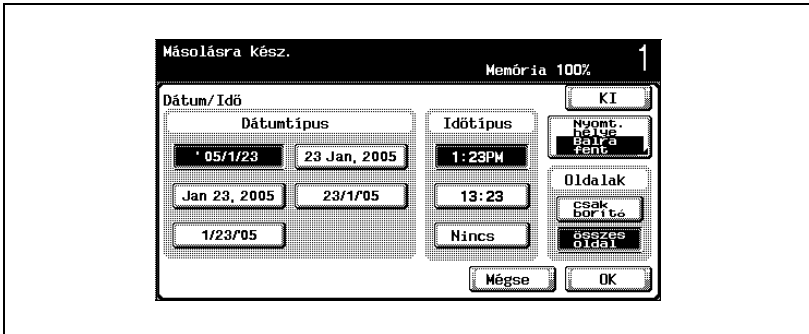 Másolásra kész.
Memória 100%
1
Dátum/Idő
KI
Dátumtípus
Időtípus
Nyomt.
helye
Balra
fent
'05/1/23
23 Jan, 2005
1:23PM
Oldalak
Jan 23, 2005
23/1/'05
13:23
csak
borító
1/23/'05
Nincs
összes
oldal
Mégse
OK